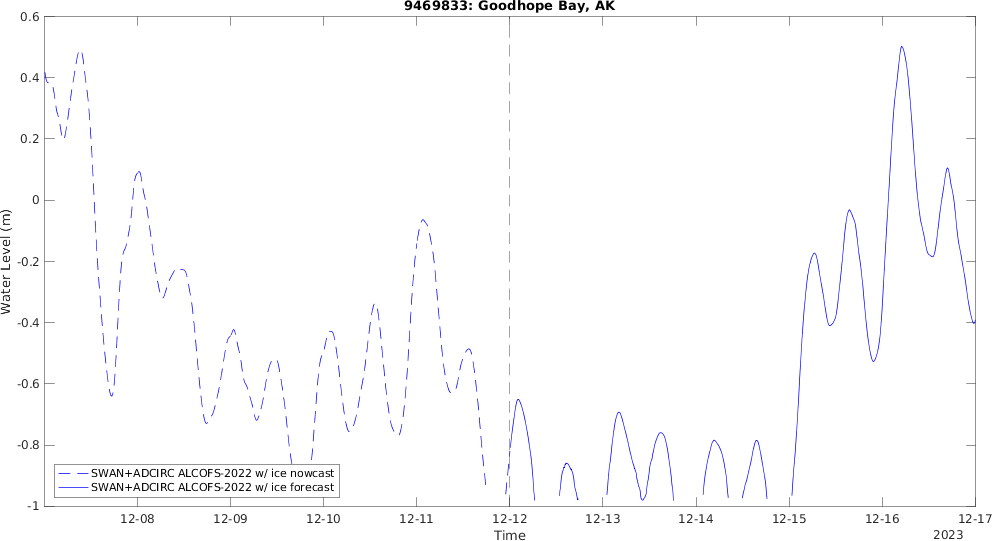 9469833: Goodhope Bay, AK
0.6
0.4
0.2
0
-0.2
-0.4
-0.6
-0.8
-1
Water Level (m)
SWAN+ADCIRC ALCOFS-2022 w/ ice nowcast
SWAN+ADCIRC ALCOFS-2022 w/ ice forecast
12-08 12-09 12-10 12-11 12-12 12-13 12-14 12-15 12-16 12-17
Time
2023